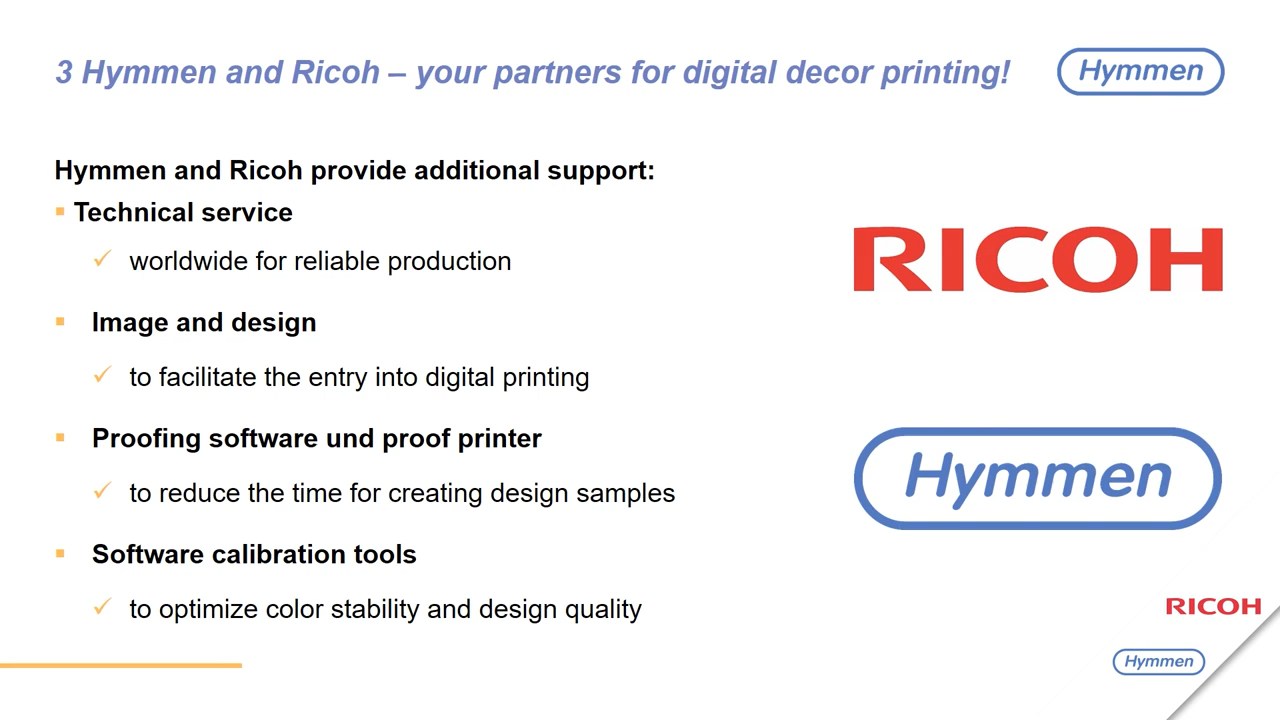 3 Hymmen and Ricoh – your partners for digital decor printing!
Hymmen
Hymmen and Ricoh provide additional support:
Technical service
worldwide for reliable production
Image and design
to facilitate the entry into digital printing
Proofing software und proof printer
to reduce the time for creating design samples
Software calibration tools
to optimize color stability and design quality
RICOH
Hymmen
RICOH
Hymmen